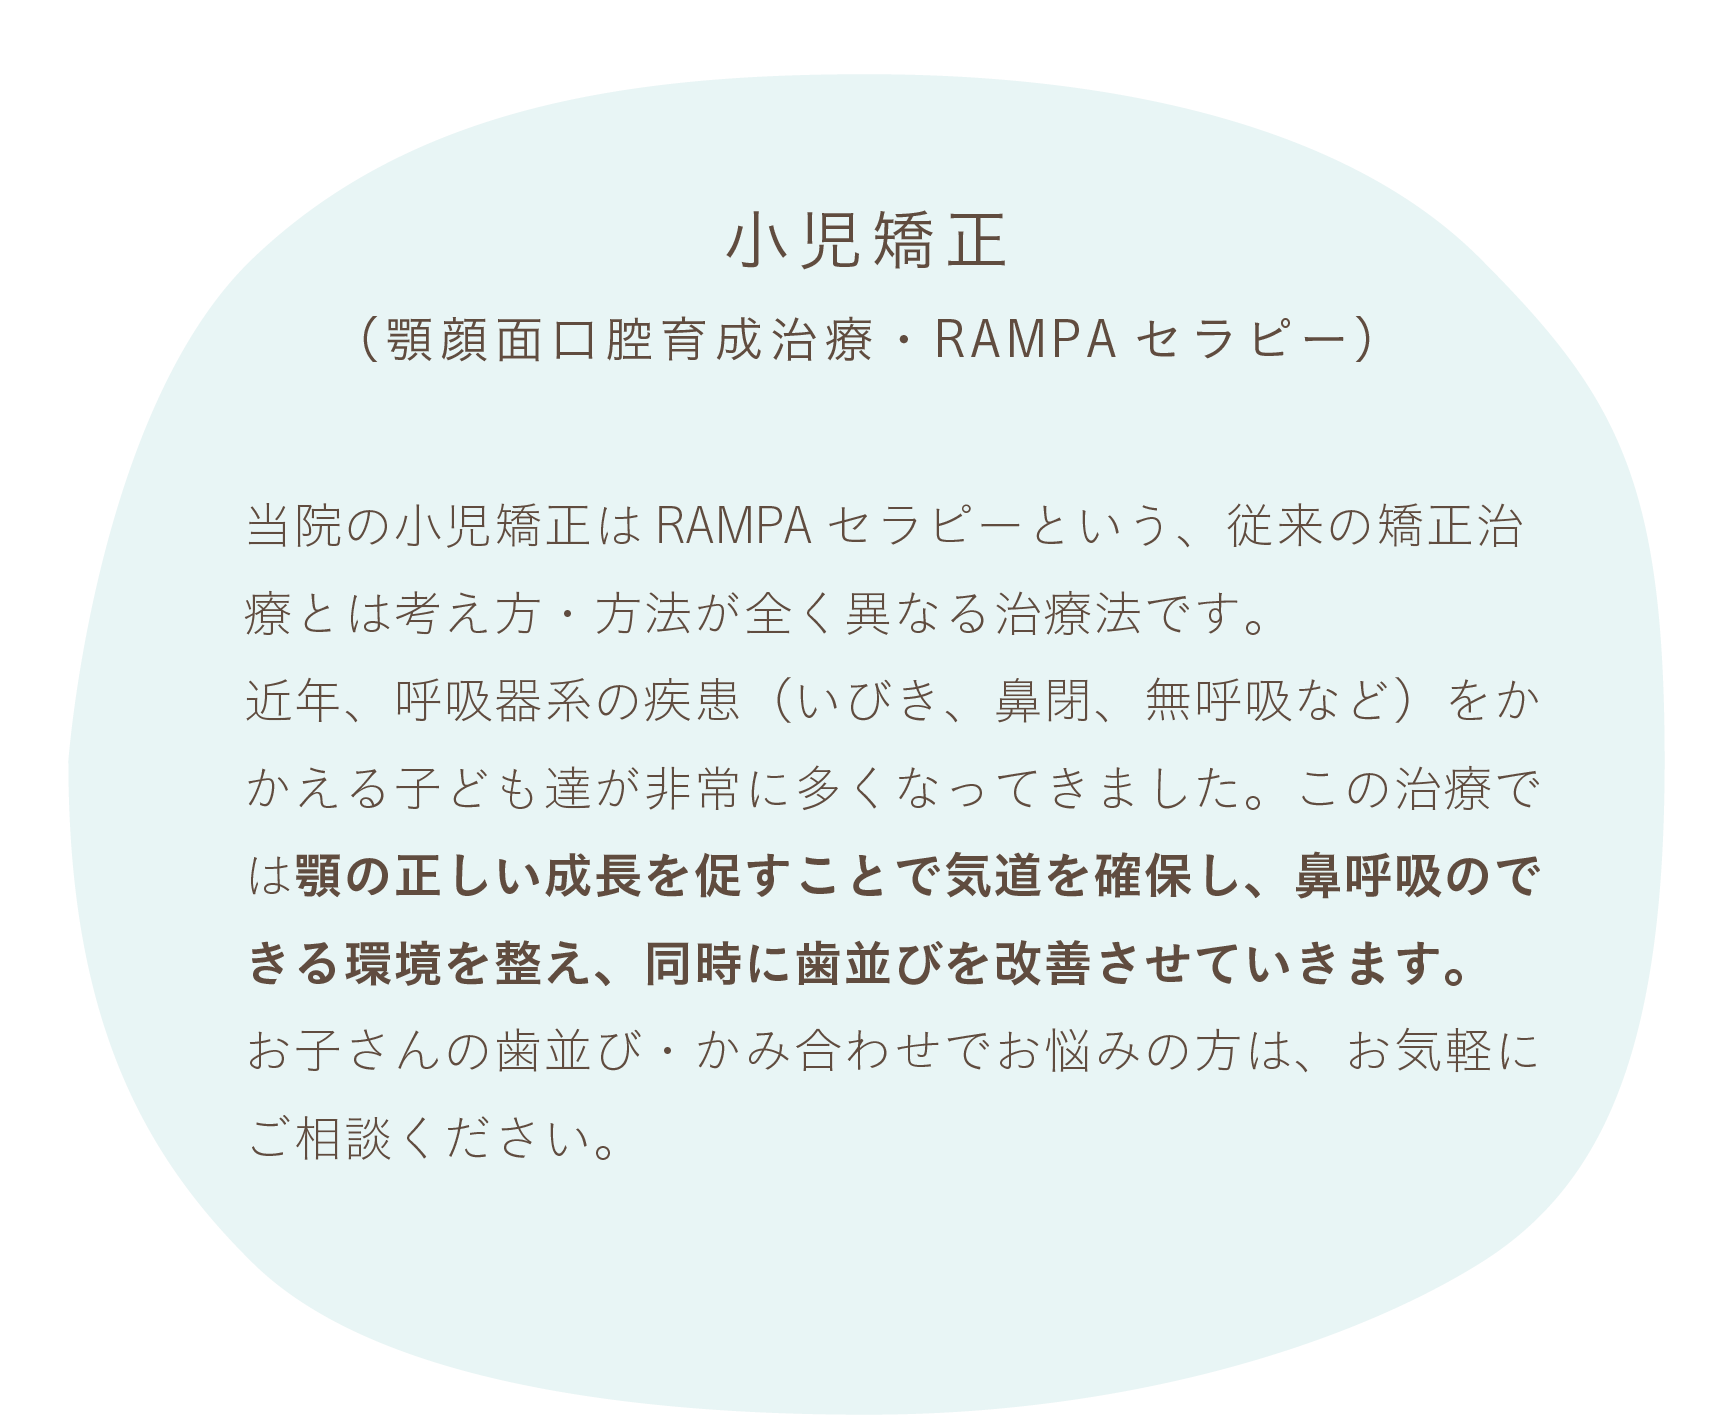 小児矯正
（顎顔面口腔育成治療・RAMPA セラピー）
当院の小児矯正は RAMPA セラピーという、従来の矯正治
療とは考え方・方法が全く異なる治療法です。
近年、呼吸器系の疾患（いびき、鼻閉、無呼吸など）をか
かえる子ども達が非常に多くなってきました。この治療で
は顎の正しい成長を促すことで気道を確保し、鼻呼吸ので
きる環境を整え、同時に歯並びを改善させていきます。
お子さんの歯並び・かみ合わせでお悩みの方は、お気軽に
ご相談ください。